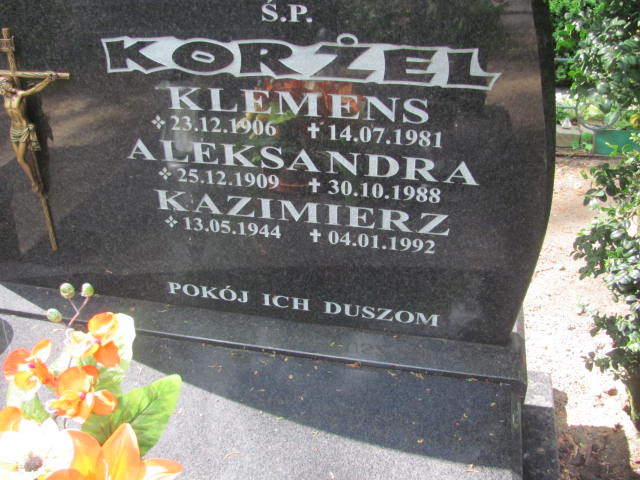 Ś.P.
KORŻEL
KLEMENS
23.12.1906 14.07.1981
ALEKSANDRA
25.12.1909 30.10.1988
KAZIMIERZ
13.05.1944 04.01.1992
POKÓJ ICH DUSZOM